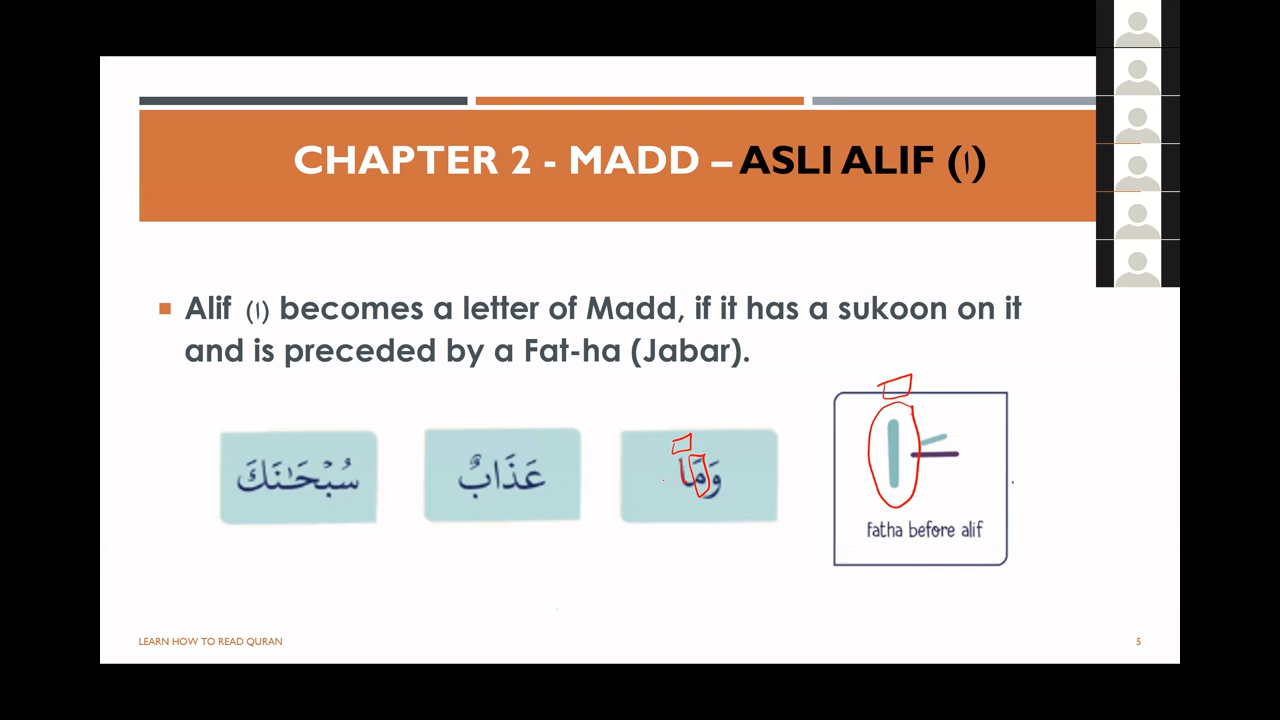 CHAPTER 2 - MADD – ASLI ALIF (ا)
Alif (ا) becomes a letter of Madd, if it has a sukoon on it
and is preceded by a Fat-ha (Jabar).
سُبْحَـٰنَكَ
عَذَابٌ
وَمَا
Fatha before alif
LEARN HOW TO READ QURAN
5